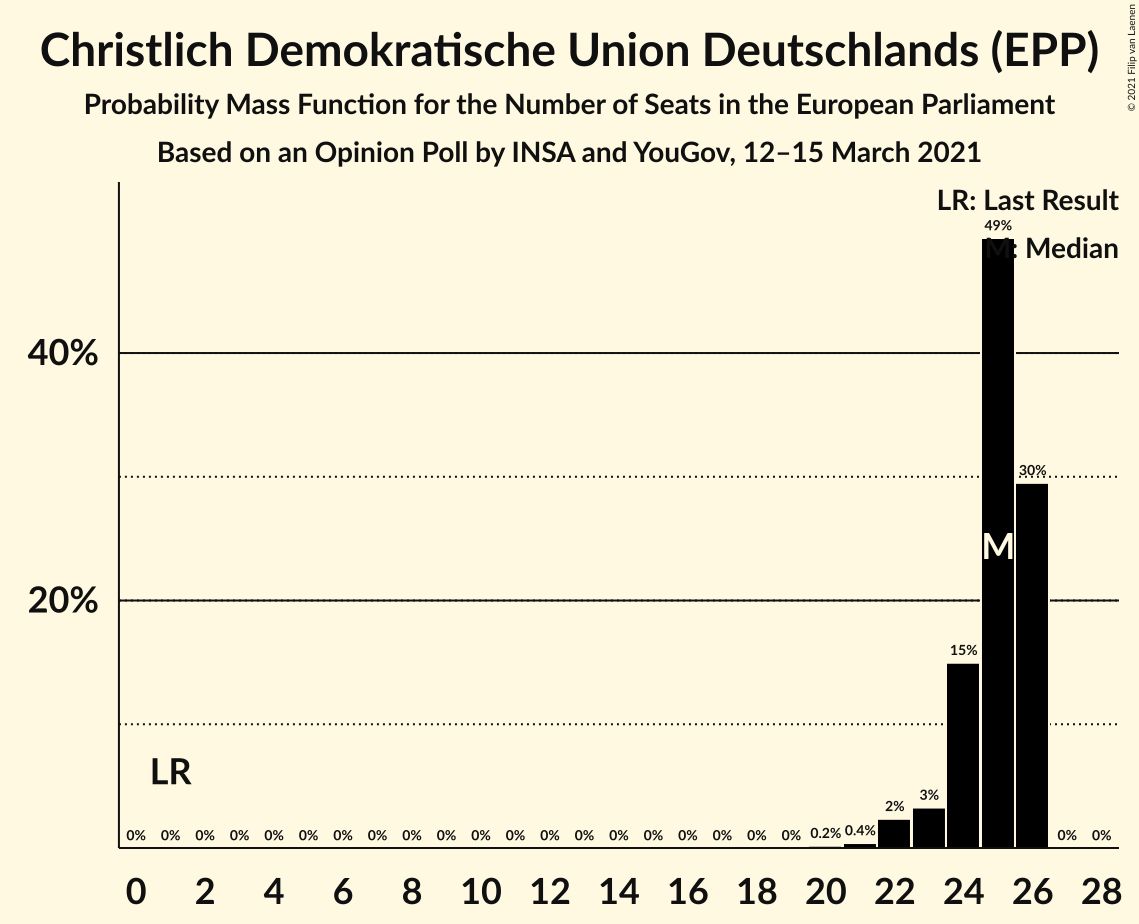 Christlich Demokratische Union Deutschlands (EPP)
Probability Mass Function for the Number of Seats in the European Parliament
Based on an Opinion Poll by INSA and YouGov, 12–15 March 2021
© 2021 Filip van Laenen
LR: Last Result
49%
M: Median
40%
30%
M
20%
15%
LR
0% 0% 0% 0% 0% 0% 0% 0% 0% 0% 0% 0% 0% 0% 0% 0% 0% 0% 0% 0% 0.2% 0.4% 2% 3% 0% 0%
0 2 4 6 8 10 12 14 16 18 20 22 24 26 28